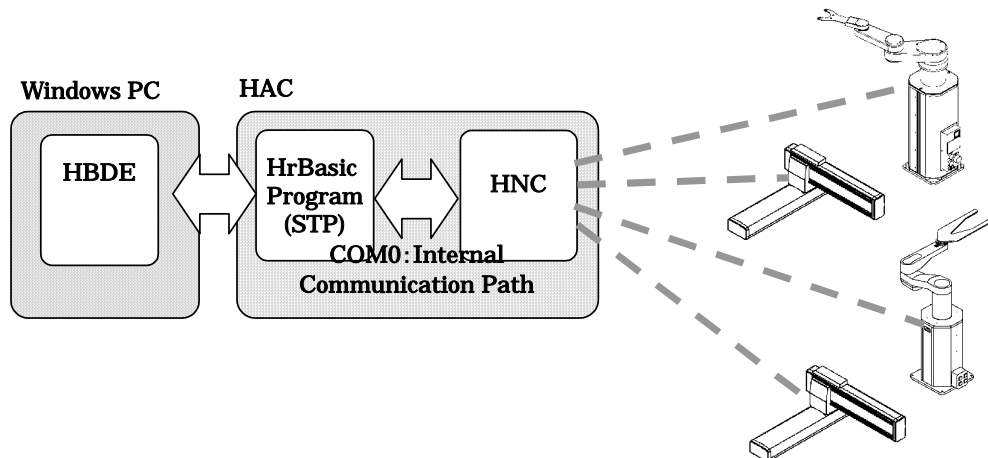 Windows PC
HAC
HBDE
HrBasic
Program
(STP)
HNC
COM0:Internal
Communication Path